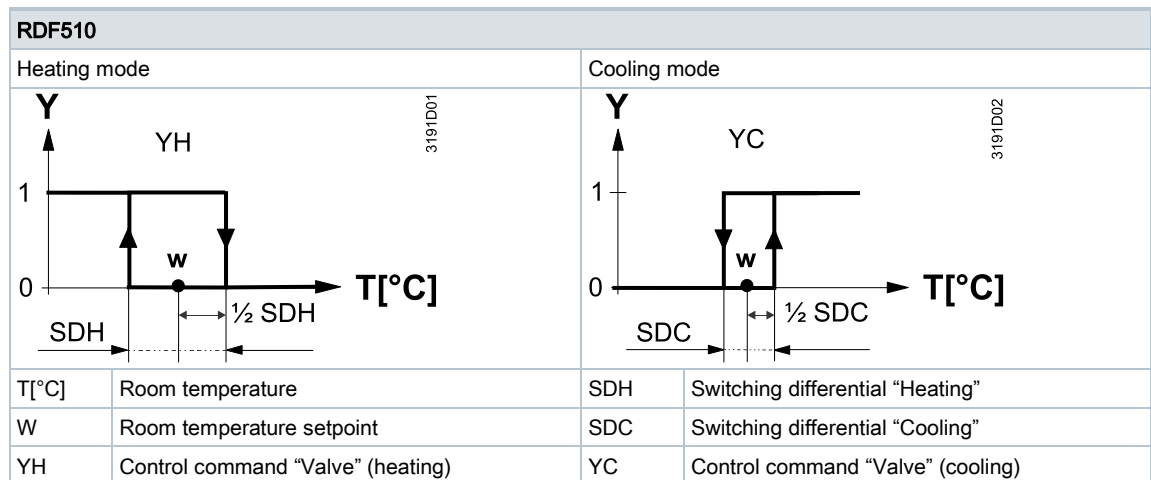 RDF510
Heating mode
Cooling mode
Y
YH
3191D01
1
w
0
T[°C]
½ SDH
SDH
Y
YC
3191D02
1
w
0
T[°C]
½ SDC
SDC
T[°C] Room temperature SDH Switching differential “Heating”
W Room temperature setpoint SDC Switching differential “Cooling”
YH Control command “Valve” (heating) YC Control command “Valve” (cooling)